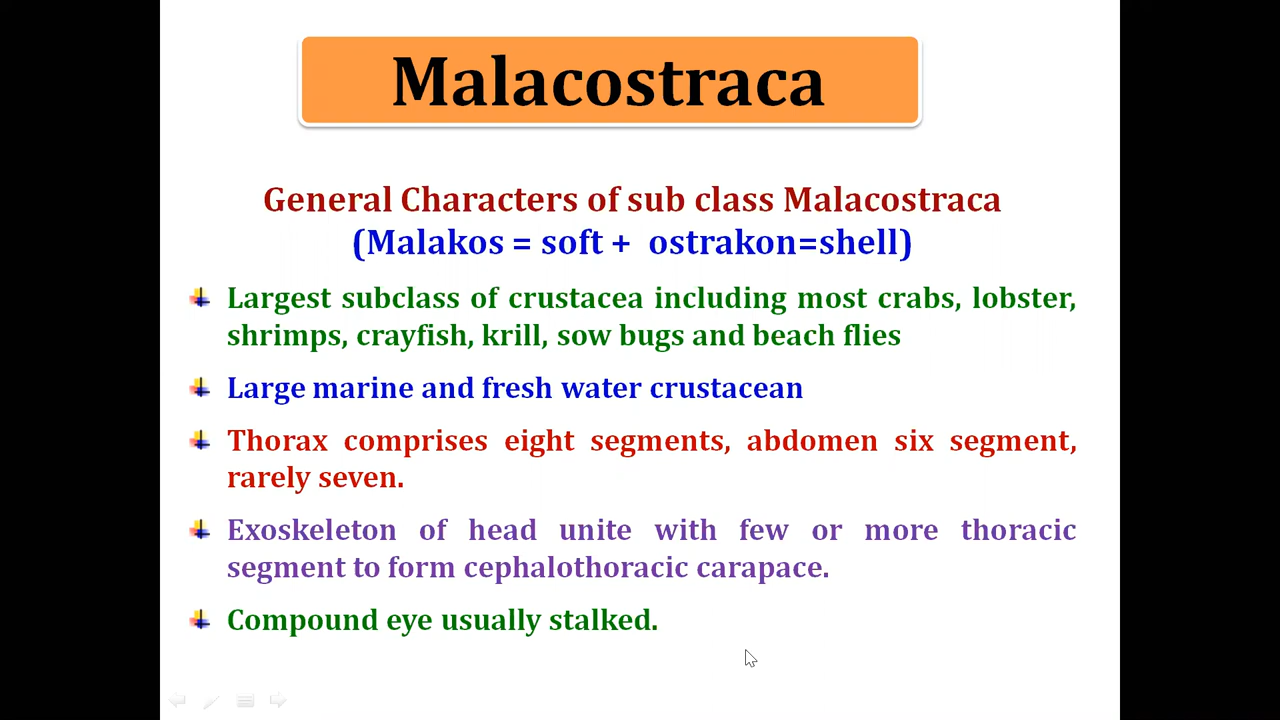 Malacostraca
General Characters of sub class Malacostraca
(Malakos = soft + ostrakon=shell)
Largest subclass of crustacea including most crabs, lobster,
shrimps, crayfish, krill, sow bugs and beach flies
Large marine and fresh water crustacean
Thorax comprises eight segments, abdomen six segment,
rarely seven.
Exoskeleton of head unite with few or more thoracic
segment to form cephalothoracic carapace.
Compound eye usually stalked.